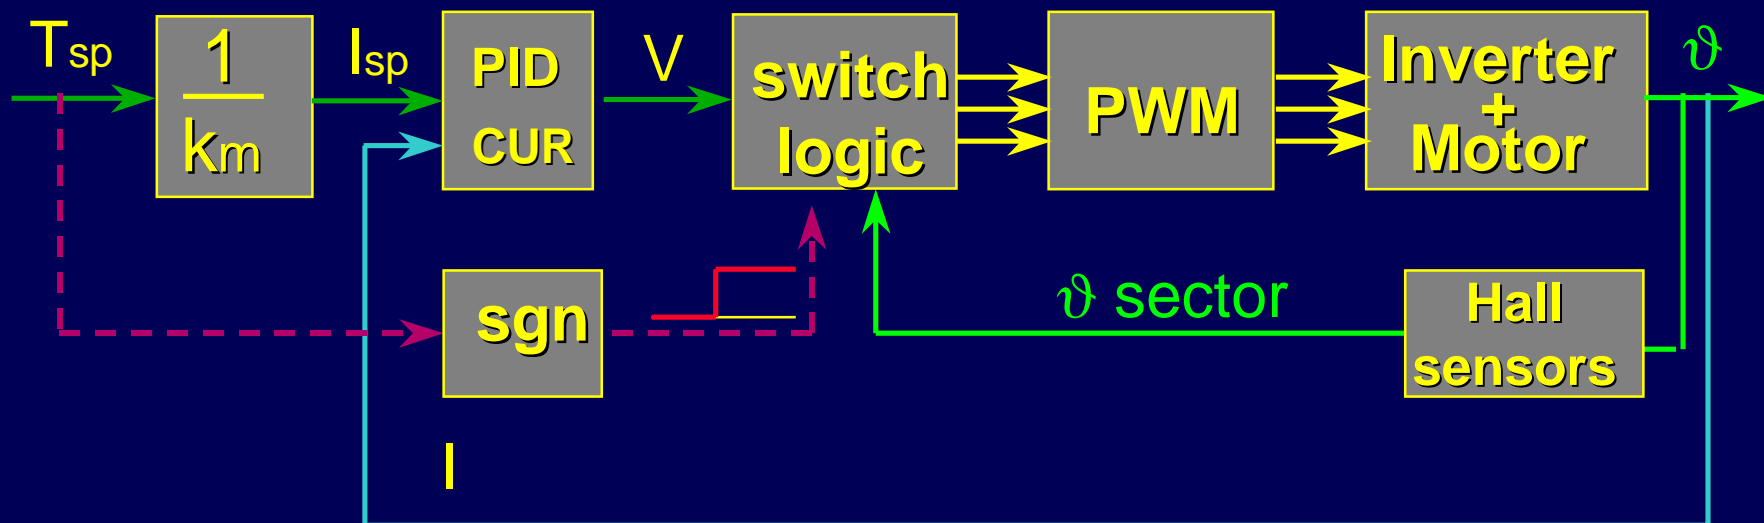 Tsp
1
km
Isp
PID
CUR
V
switch
logic
PWM
Inverter
+
Motor
ϑ
sgn
ϑ sector
Hall
sensors
I